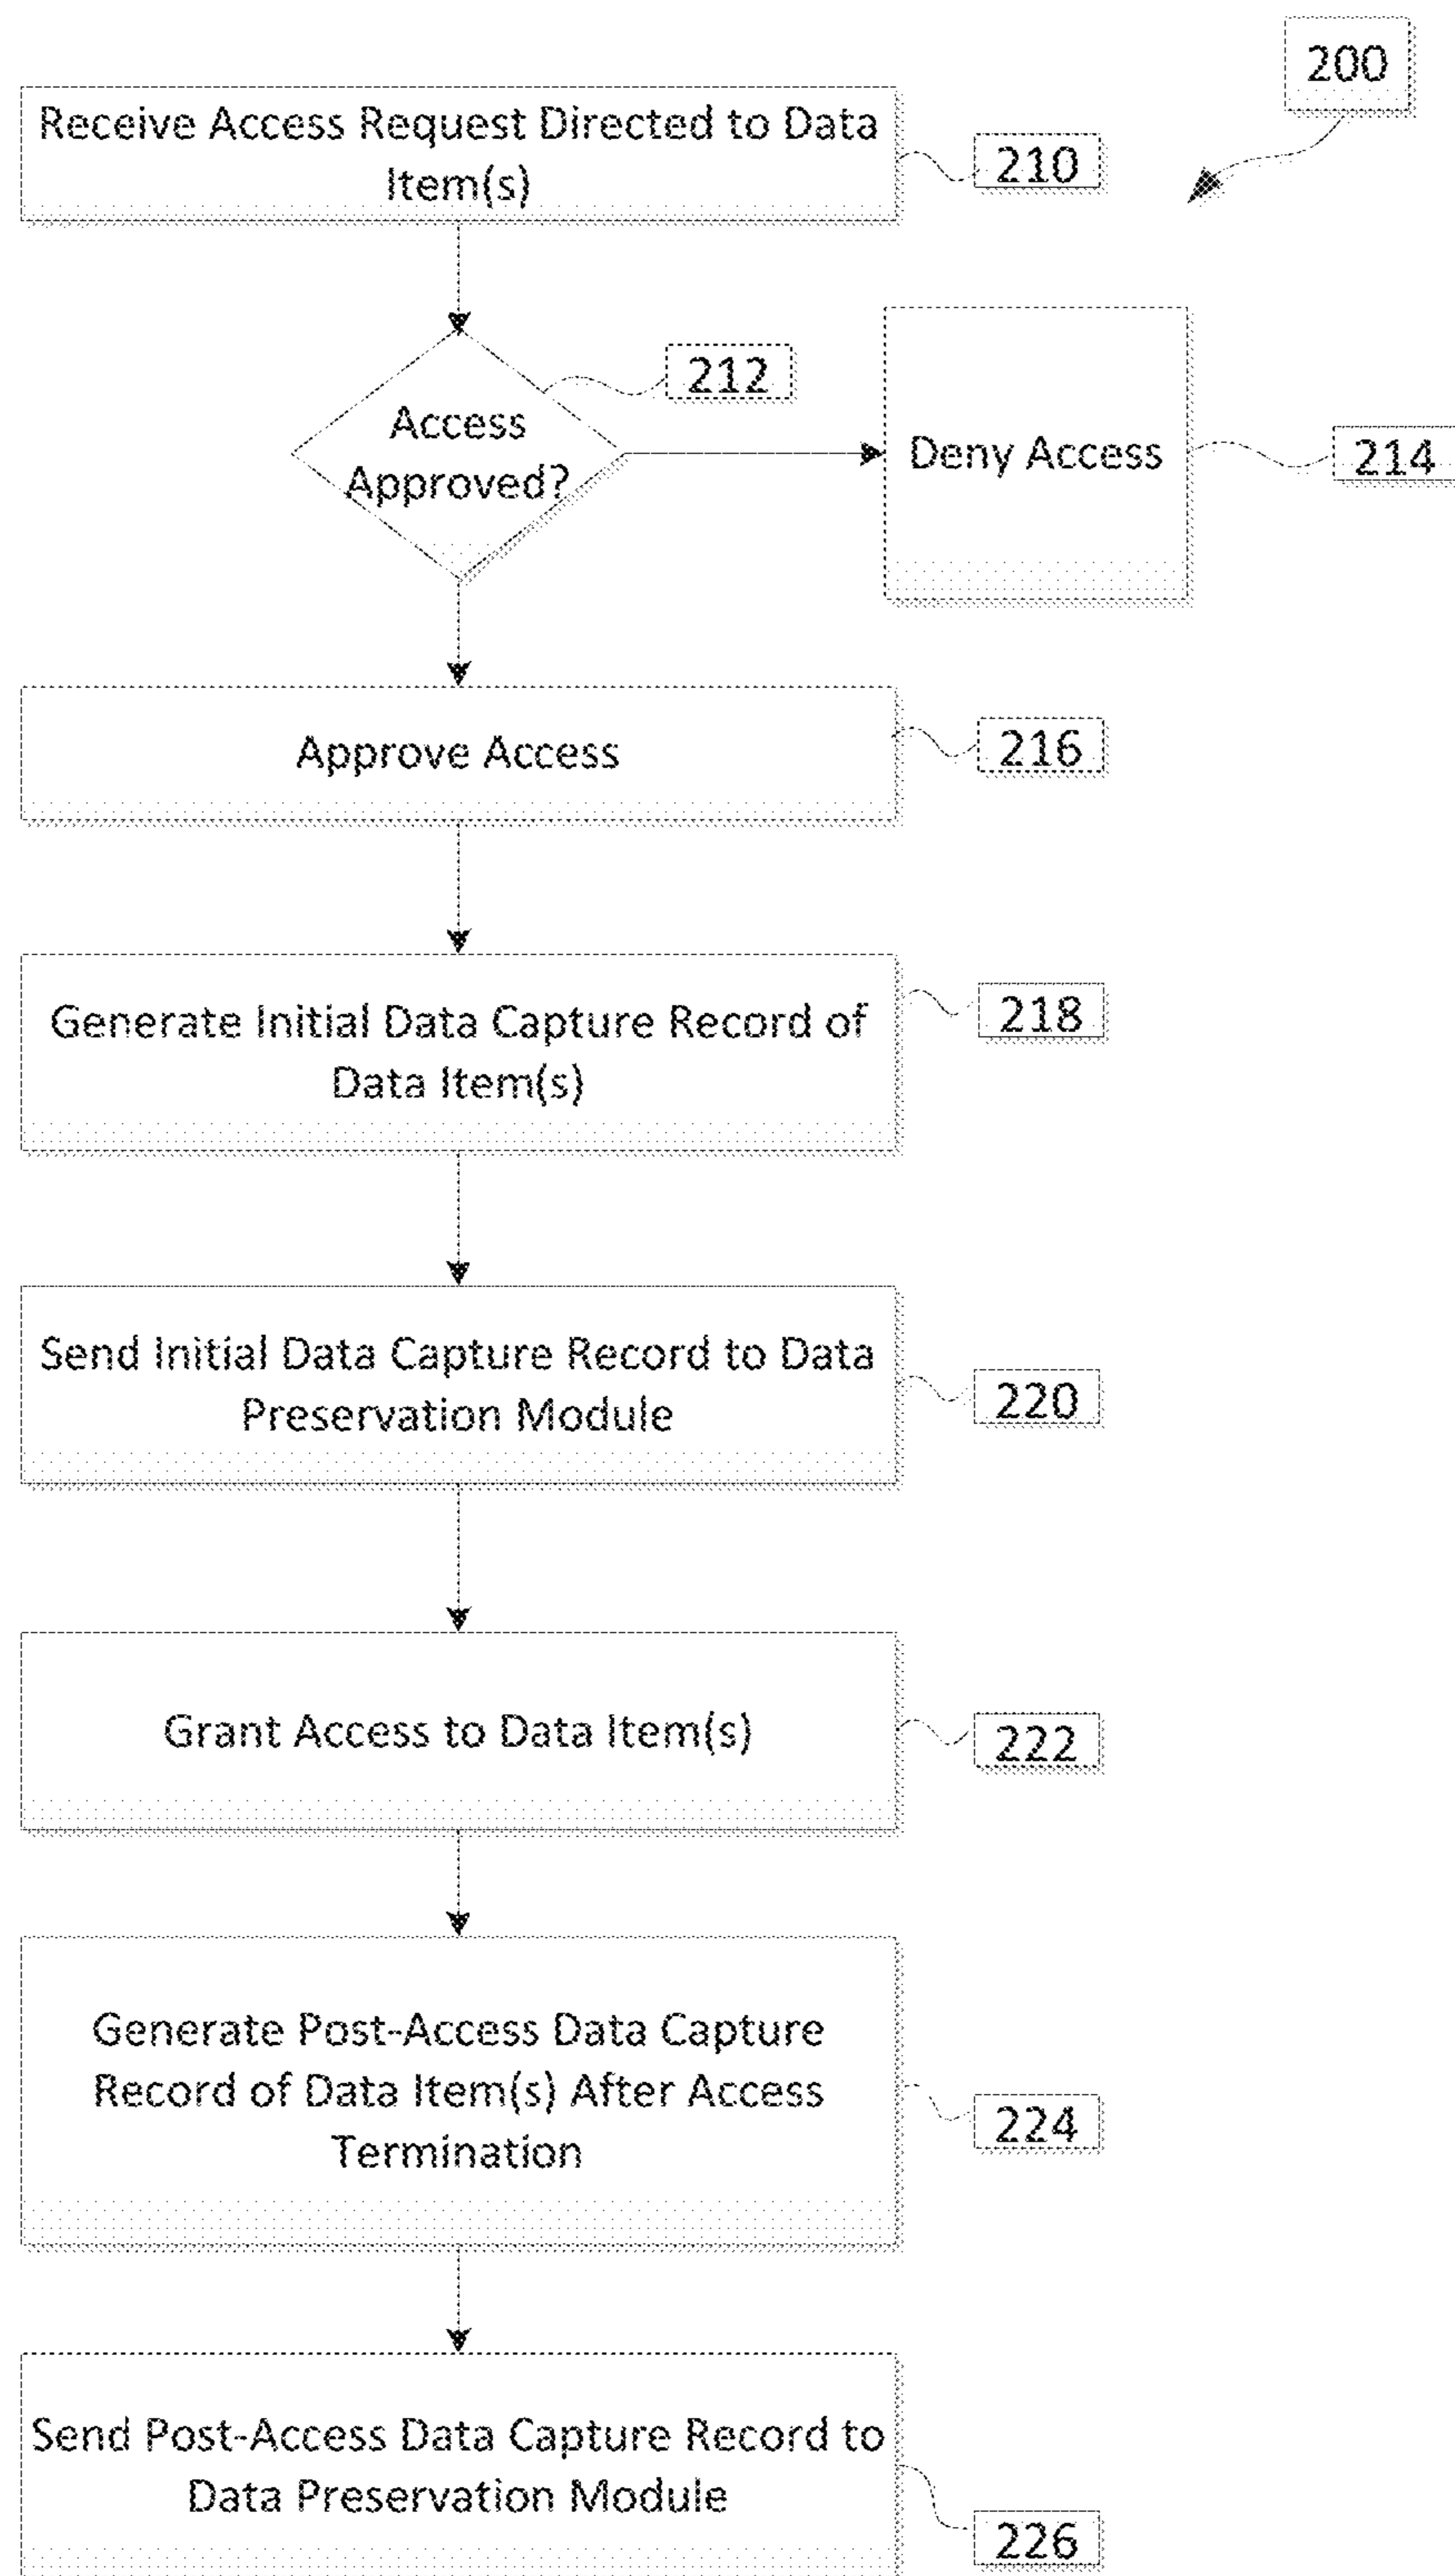 200
Receive Access Request Directed to Data
Item(s)
210
212
Access
Approved?
Deny Access
214
Approve Access
216
Generate Initial Data Capture Record of
Data Item(s)
218
Send Initial Data Capture Record to Data
Preservation Module
220
Grant Access to Data Item(s)
222
Generate Post-Access Data Capture
Record of Data Item(s) After Access
Termination
224
Send Post-Access Data Capture Record to
Data Preservation Module
226